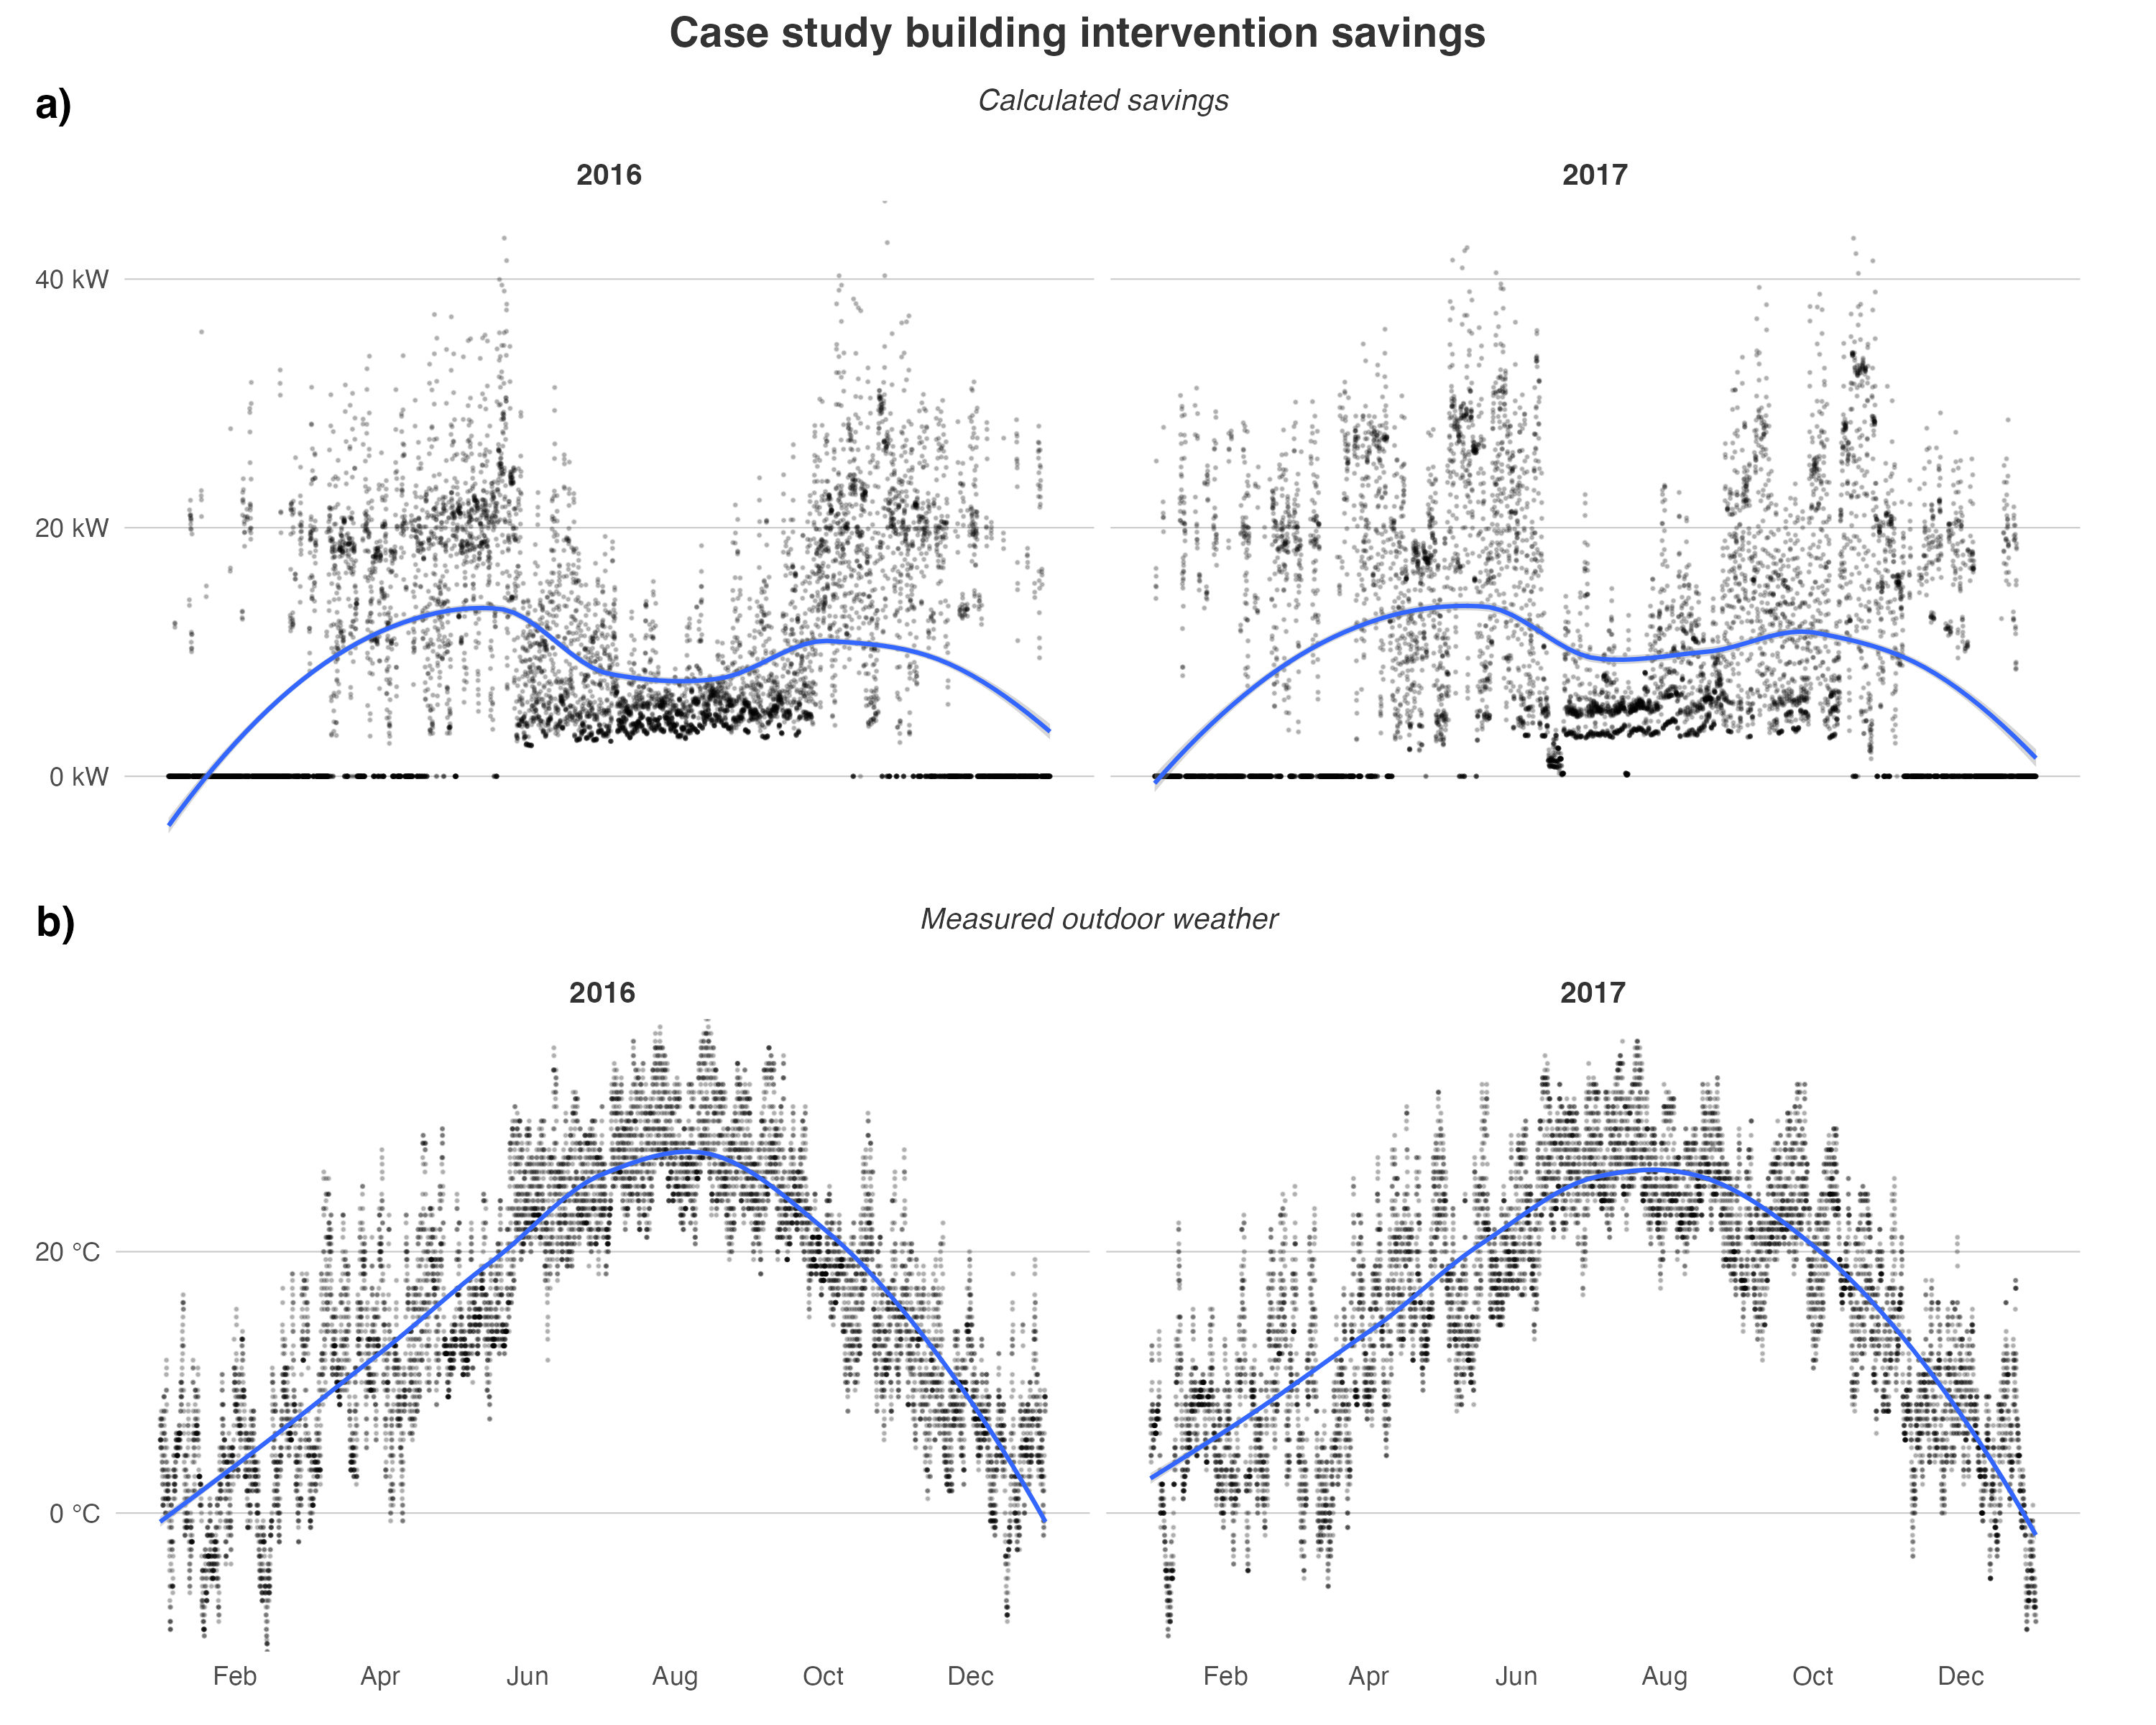 Case study building intervention savings
a)
Calculated savings
2016
2017
40 kW
20 kW
0 kW
b)
Measured outdoor weather
2016
2017
20 °C
0 °C
Feb
Apr
Jun
Aug
Oct
Dec
Feb
Apr
Jun
Aug
Oct
Dec